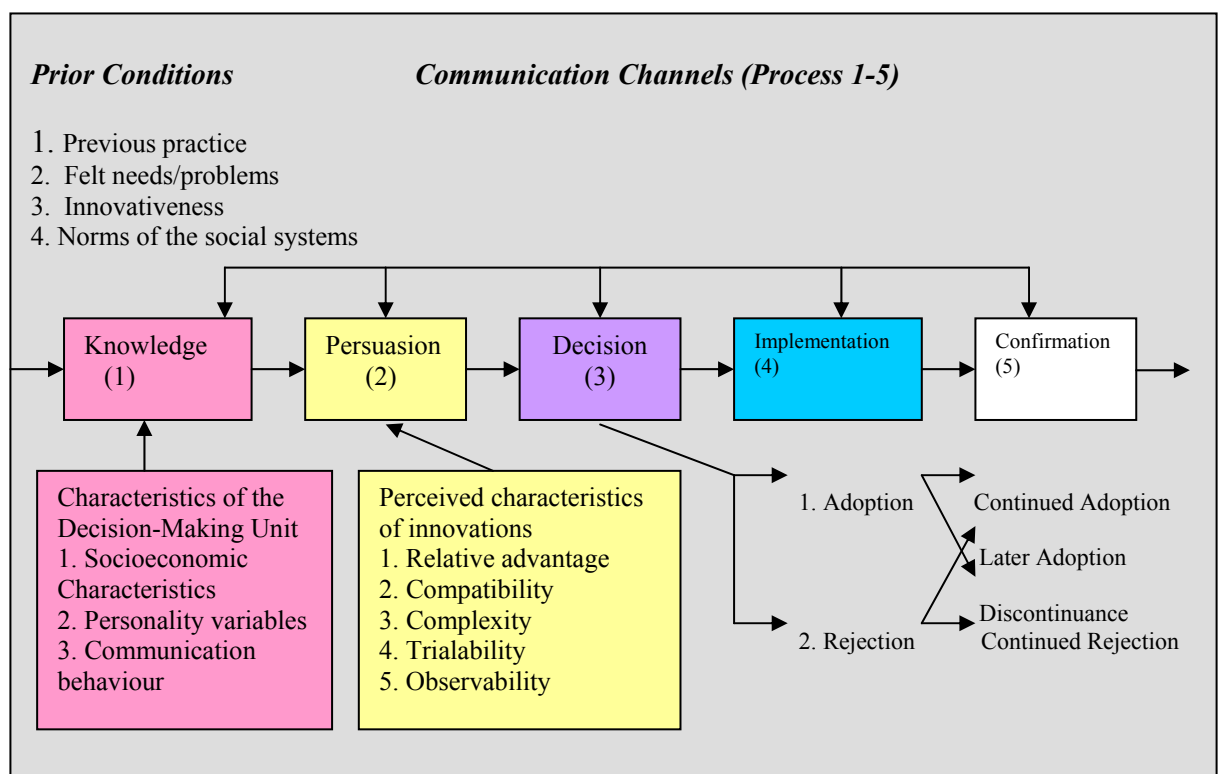 Prior Conditions
Communication Channels (Process 1-5)
1. Previous practice
2. Felt needs/problems
3. Innovativeness
4. Norms of the social systems
Knowledge
(1)
Persuasion
(2)
Decision
(3)
Implementation
(4)
Confirmation
(5)
Characteristics of the
Decision-Making Unit
1. Socioeconomic
Characteristics
2. Personality variables
3. Communication
behaviour
Perceived characteristics
of innovations
1. Relative advantage
2. Compatibility
3. Complexity
4. Trialability
5. Observability
1. Adoption
2. Rejection
Continued Adoption
Later Adoption
Discontinuance
Continued Rejection